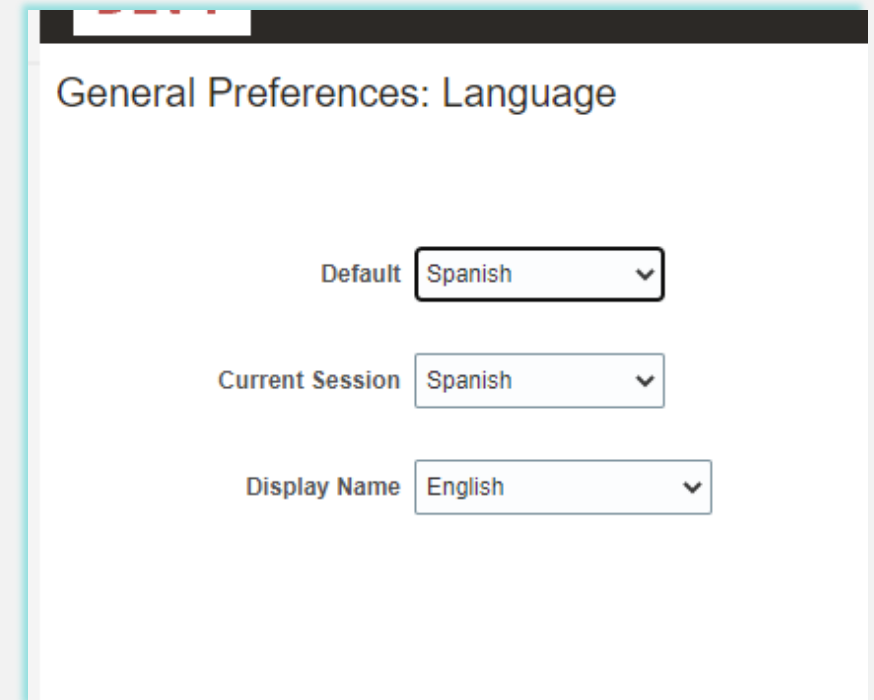 General Preferences: Language
Default Spanish
Current Session Spanish
Display Name English